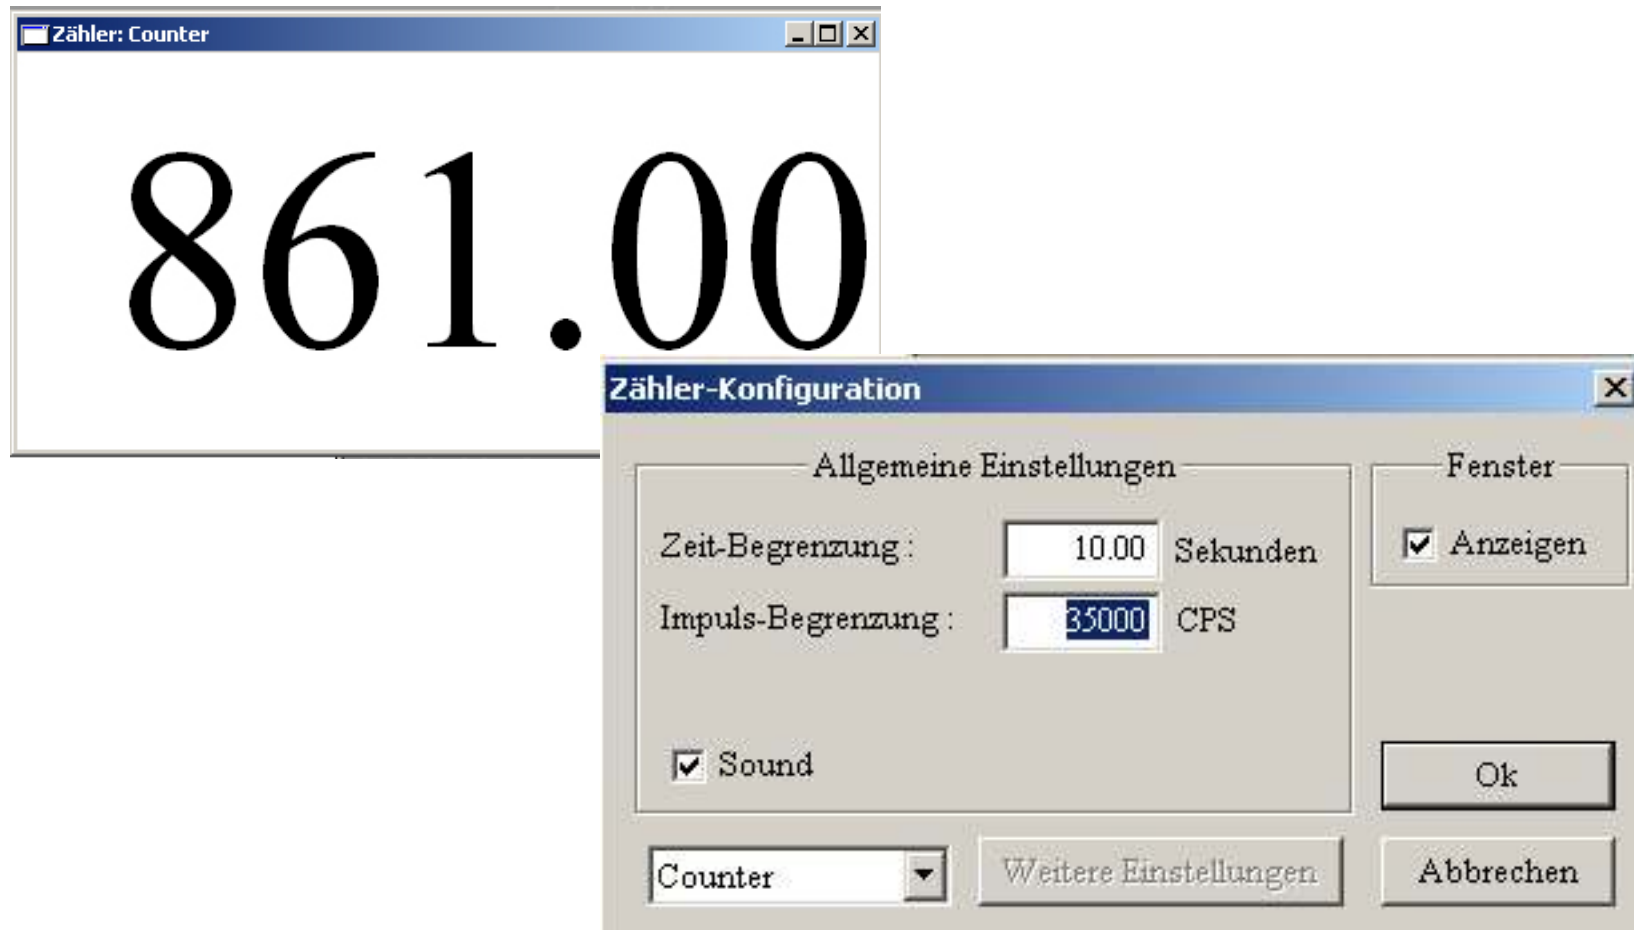 Zähler: Counter
861.00
Zähler-Konfiguration
Allgemeine Einstellungen
Fenster
Zeit-Begrenzung : 10.00 Sekunden
Anzeigen
Impuls-Begrenzung : 35000 CPS
Sound
Ok
Counter
Weitere Einstellungen
Abbrechen